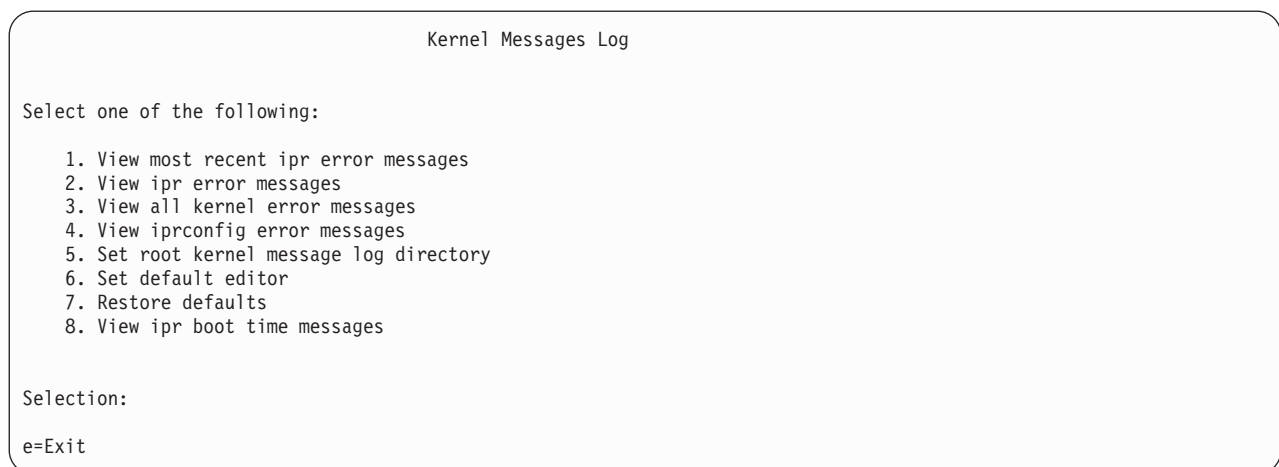 Kernel Messages Log
Select one of the following:
1. View most recent ipr error messages
2. View ipr error messages
3. View all kernel error messages
4. View iprconfig error messages
5. Set root kernel message log directory
6. Set default editor
7. Restore defaults
8. View ipr boot time messages
Selection:
e=Exit